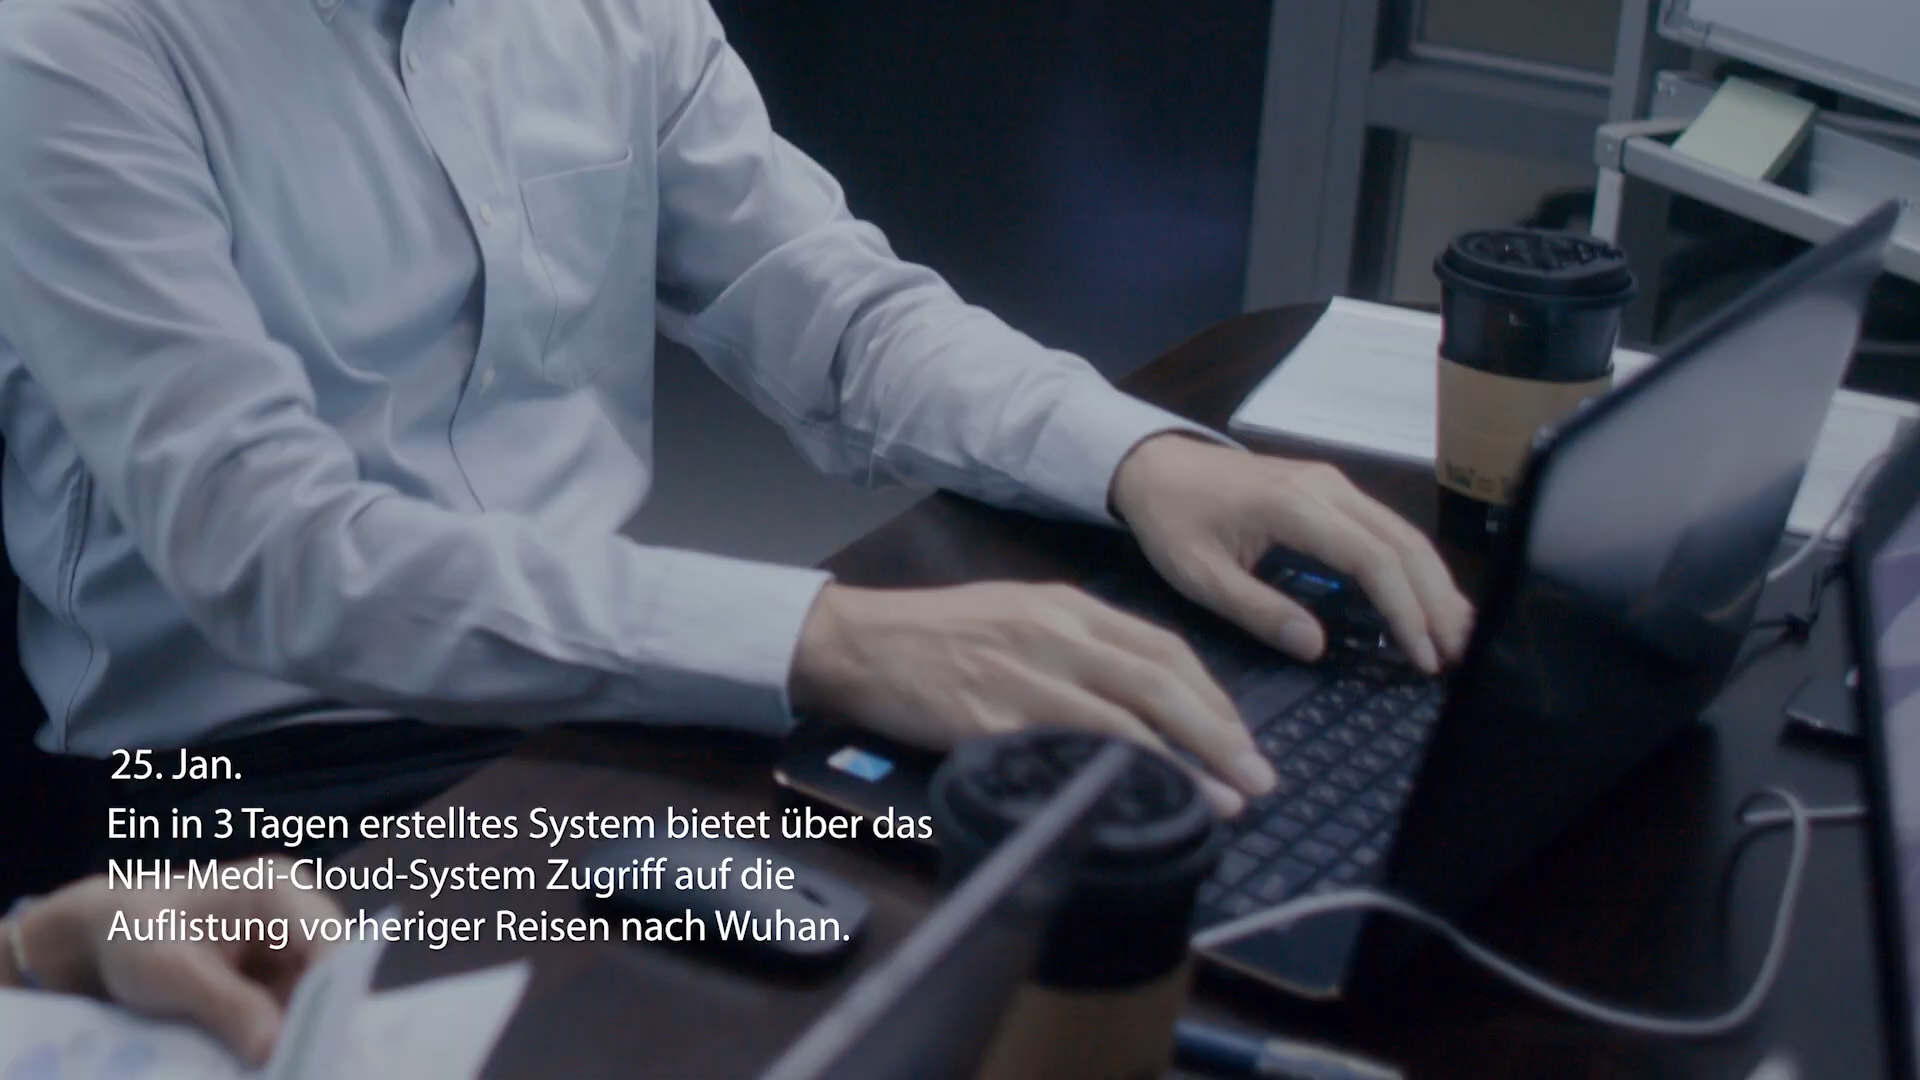 25. Jan.
Ein in 3 Tagen erstelltes System bietet über das
NHI-Medi-Cloud-System Zugriff auf die
Auflistung vorheriger Reisen nach Wuhan.